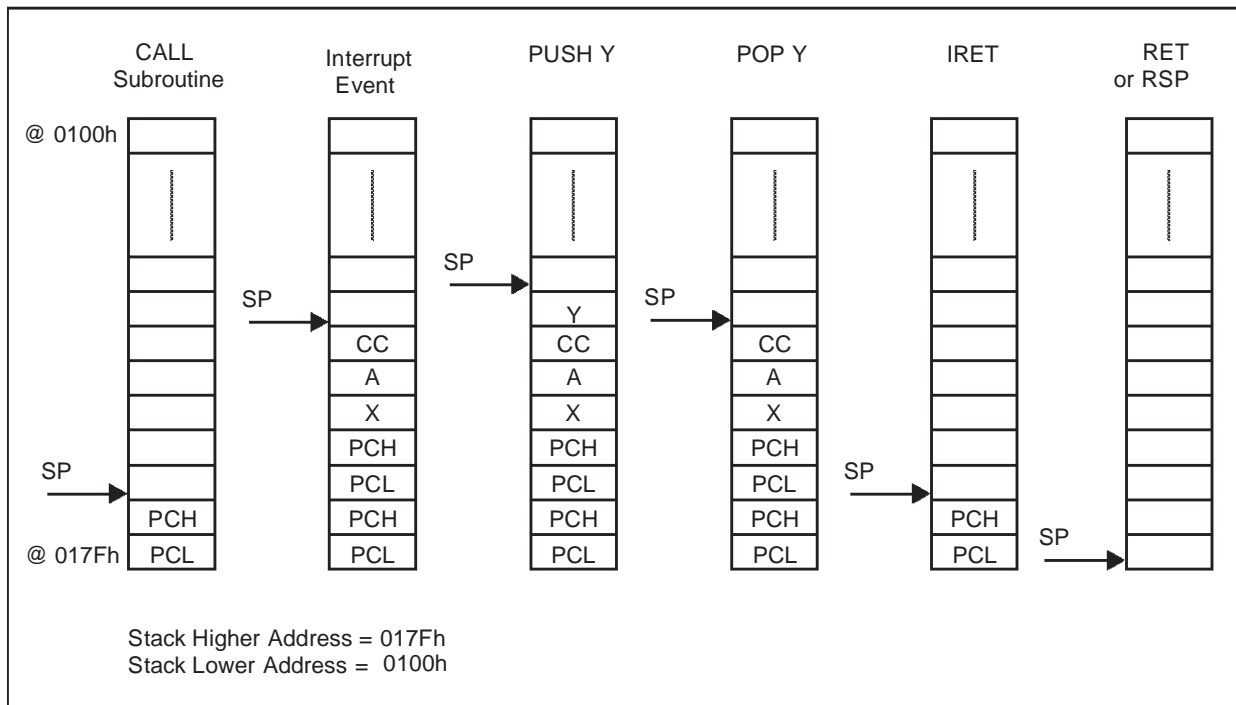 CALL
Subroutine
Interrupt
Event
PUSH Y
POP Y
IRET
RET
or RSP
@ 0100h
SP
SP
SP
Y
CC
CC
CC
A
A
A
X
X
X
PCH
PCH
PCH
SP
SP
PCL
PCL
PCL
PCH
PCH
PCH
PCH
PCH
SP
@ 017Fh
PCL
PCL
PCL
PCL
PCL
Stack Higher Address = 017Fh
Stack Lower Address = 0100h